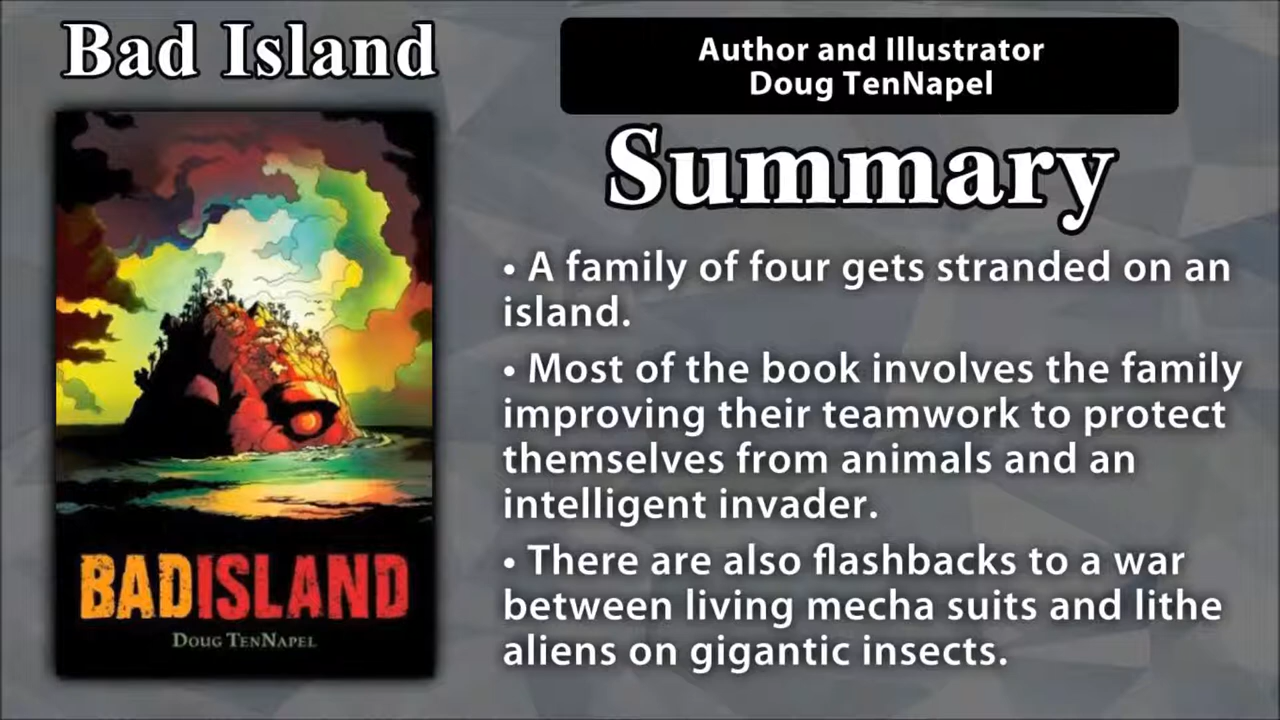 Bad Island
Author and Illustrator
Doug TenNapel
Summary
• A family of four gets stranded on an
island.
• Most of the book involves the family
improving their teamwork to protect
themselves from animals and an
intelligent invader.
• There are also flashbacks to a war
between living mecha suits and lithe
aliens on gigantic insects.
BADISLAND
DOUG TENNAPEL